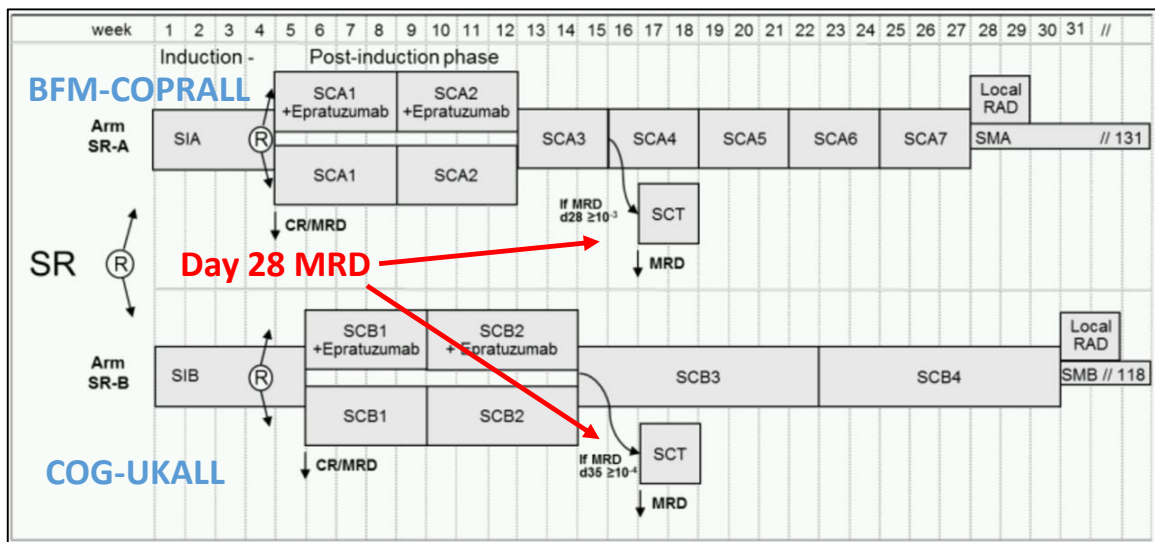 week 1 2 3 4 5 6 7 8 9 10 11 12 13 14 15 16 17 18 19 20 21 22 23 24 25 26 27 28 29 30 31 //
Induction - Post-induction phase
BFM-COPRALL
Arm
SR-A
SIA
R
SCA1
+Epratuzumab
SCA2
+Epratuzumab
SCA1
SCA2
SCA3
SCA4
SCA5
SCA6
SCA7
Local
RAD
SMA // 131
CR/MRD
If MRD
d28 ≥10⁻³
SCT
MRD
SR
R
Day 28 MRD
Arm
SR-B
SIB
R
SCB1
+Epratuzumab
SCB2
+ Epratuzumab
SCB1
SCB2
SCB3
SCB4
Local
RAD
SMB // 118
COG-UKALL
CR/MRD
If MRD
d35 ≥10⁻⁴
SCT
MRD